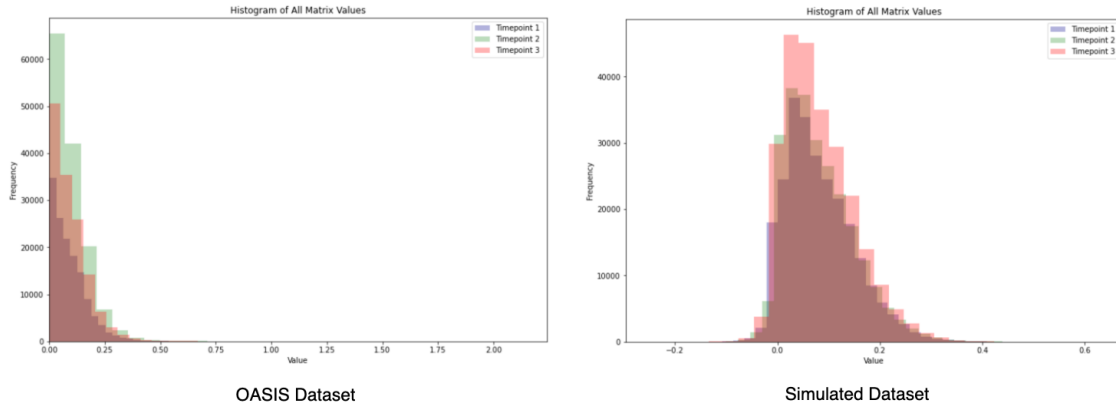 Histogram of All Matrix Values
Timepoint 1
Timepoint 2
Timepoint 3
60000
50000
40000
30000
20000
10000
0
Frequency
0.00 0.25 0.50 0.75 1.00 1.25 1.50 1.75 2.00
Value
OASIS Dataset
Histogram of All Matrix Values
Timepoint 1
Timepoint 2
Timepoint 3
40000
30000
20000
10000
0
Frequency
−0.2 0.0 0.2 0.4 0.6
Value
Simulated Dataset